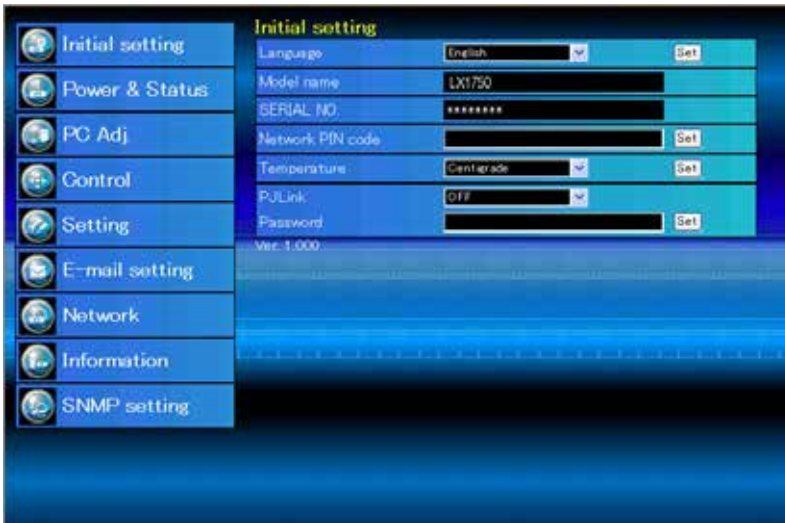 Initial setting
Power & Status
PC Adj.
Control
Setting
E-mail setting
Network
Information
SNMP setting
Initial setting
Language English Set
Model name LX1750
SERIAL NO. ********
Network PIN code Set
Temperature Centigrade Set
PJLink OFF
Password Set
Ver. 1.000